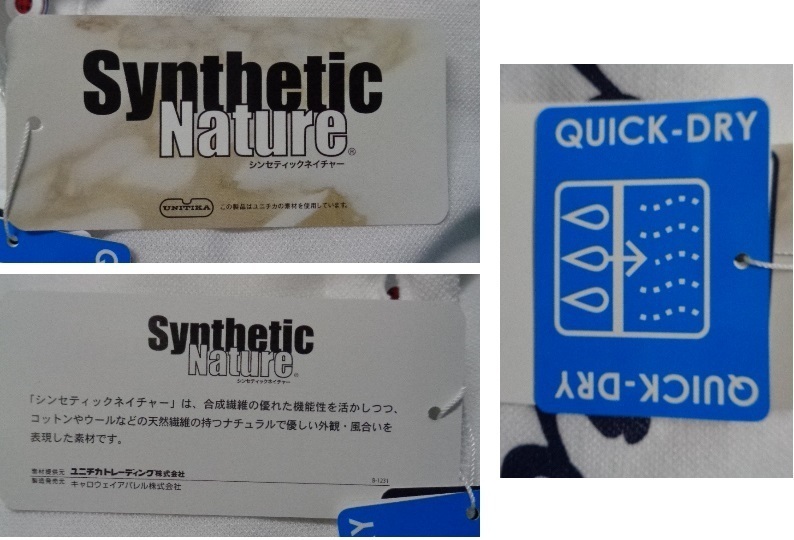 Synthetic
Nature®
シンセティックネイチャー
UNITIKA この製品はユニチカの素材を使用しています。
Synthetic
Nature®
シンセティックネイチャー
「シンセティックネイチャー」は、合成繊維の優れた機能性を活かしつつ、
コットンやウールなどの天然繊維の持つナチュラルで優しい外観・風合いを
表現した素材です。
素材提供元 ユニチカトレーディング株式会社
製造発売元 キャロウェイアパレル株式会社
QUICK-DRY
QUICK-DRY